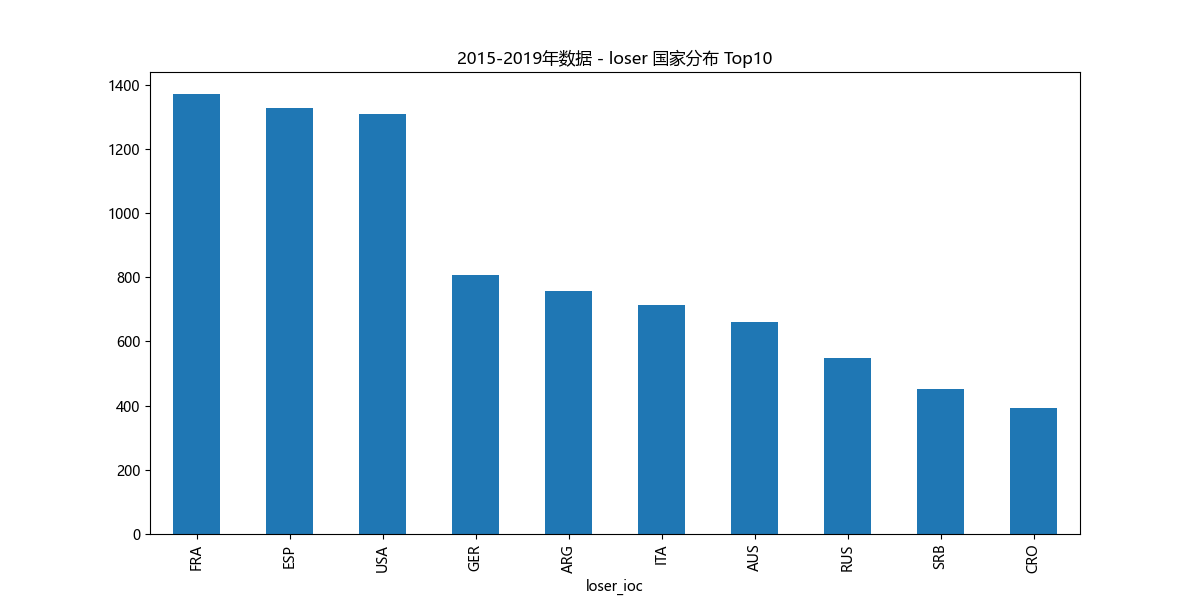 2015-2019年数据 - loser 国家分布 Top10
1400
1200
1000
800
600
400
200
0
FRA
ESP
USA
GER
ARG
ITA
AUS
RUS
SRB
CRO
loser_ioc